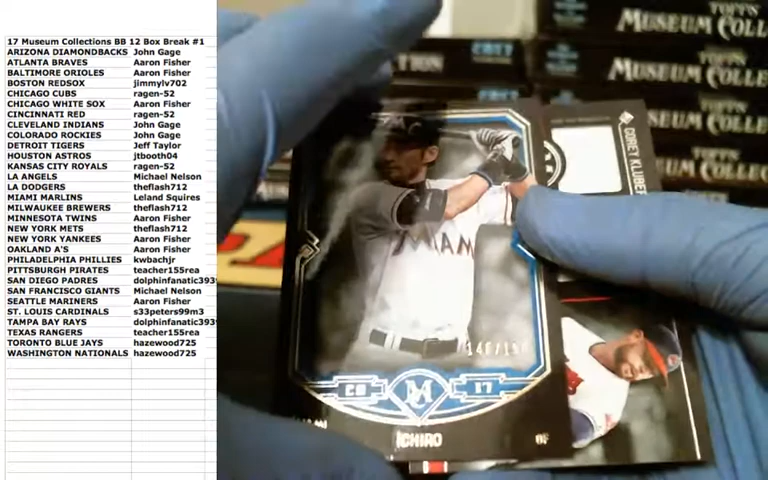 17 Museum Collections BB 12 Box Break #1
ARIZONA DIAMONDBACKS John Gage
ATLANTA BRAVES Aaron Fisher
BALTIMORE ORIOLES Aaron Fisher
BOSTON REDSOX jimmylv702
CHICAGO CUBS ragen-52
CHICAGO WHITE SOX Aaron Fisher
CINCINNATI RED ragen-52
CLEVELAND INDIANS John Gage
COLORADO ROCKIES John Gage
DETROIT TIGERS Jeff Taylor
HOUSTON ASTROS jtbooth04
KANSAS CITY ROYALS ragen-52
LA ANGELS Michael Nelson
LA DODGERS theflash712
MIAMI MARLINS Leland Squires
MILWAUKEE BREWERS theflash712
MINNESOTA TWINS Aaron Fisher
NEW YORK METS theflash712
NEW YORK YANKEES Aaron Fisher
OAKLAND A'S Aaron Fisher
PHILADELPHIA PHILLIES kwbachjr
PITTSBURGH PIRATES teacher155rea
SAN DIEGO PADRES dolphinfanatic393
SAN FRANCISCO GIANTS Michael Nelson
SEATTLE MARINERS Aaron Fisher
ST. LOUIS CARDINALS s33peters99m3
TAMPA BAY RAYS dolphinfanatic393
TEXAS RANGERS teacher155rea
TORONTO BLUE JAYS hazewood725
WASHINGTON NATIONALS hazewood725
TOPPS
MUSEUM COLL
MUSEUM COLL
SEUM COLL
COREY KLUBER
MIAM
20 M 17
ICHIRO OF